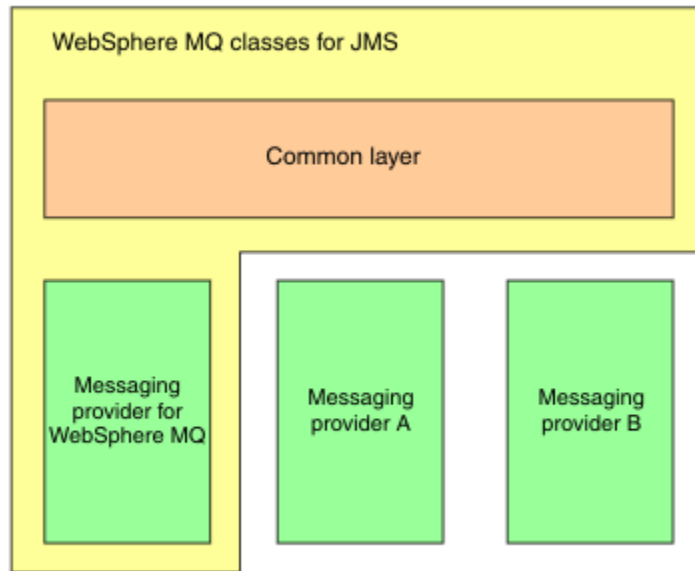 WebSphere MQ classes for JMS
Common layer
Messaging
provider for
WebSphere MQ
Messaging
provider A
Messaging
provider B